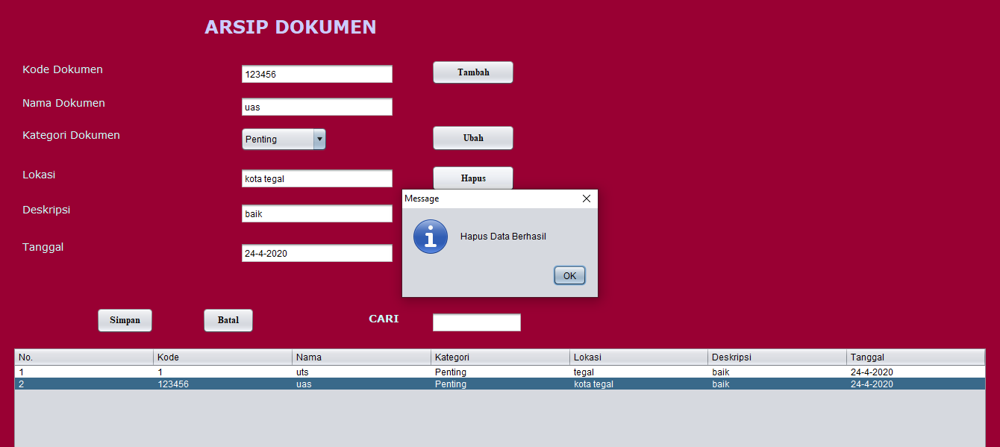 ARSIP DOKUMEN
Kode Dokumen 123456 Tambah
Nama Dokumen uas
Kategori Dokumen Penting Ubah
Lokasi kota tegal Hapus
Message
Deskripsi baik
Hapus Data Berhasil
Tanggal 24-4-2020
OK
Simpan Batal CARI
No. Kode Nama Kategori Lokasi Deskripsi Tanggal
1 1 uts Penting tegal baik 24-4-2020
2 123456 uas Penting kota tegal baik 24-4-2020